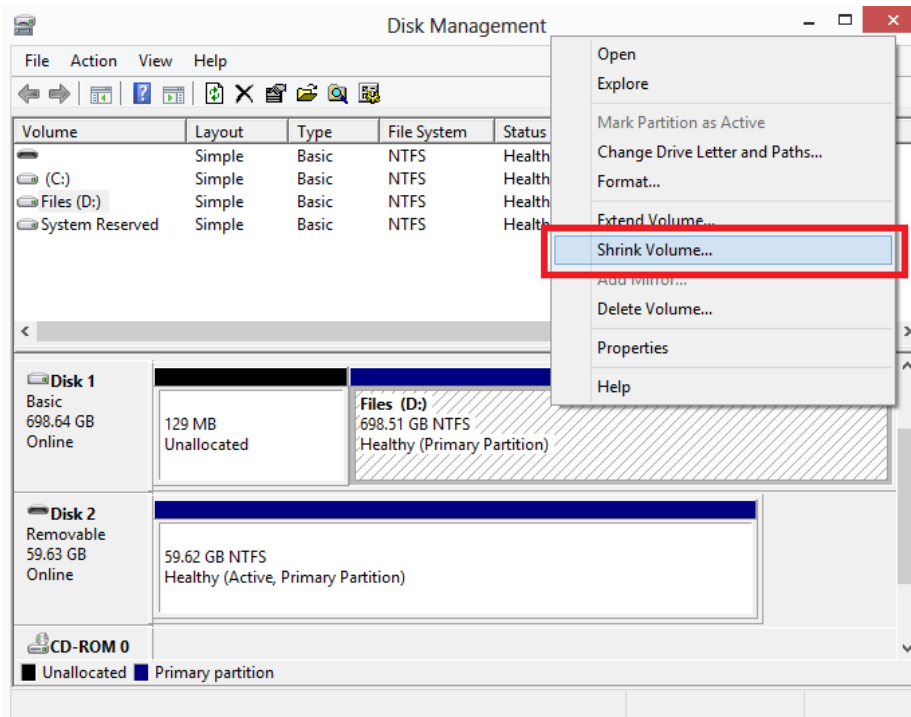 Disk Management
File Action View Help
Open
Explore
Mark Partition as Active
Change Drive Letter and Paths...
Format...
Extend Volume...
Shrink Volume...
Add Mirror...
Delete Volume...
Properties
Help
Volume Layout Type File System Status
Simple Basic NTFS Health
(C:) Simple Basic NTFS Health
Files (D:) Simple Basic NTFS Health
System Reserved Simple Basic NTFS Health
Disk 1
Basic
698.64 GB
Online
129 MB
Unallocated
Files (D:)
698.51 GB NTFS
Healthy (Primary Partition)
Disk 2
Removable
59.63 GB
Online
59.62 GB NTFS
Healthy (Active, Primary Partition)
CD-ROM 0
Unallocated Primary partition